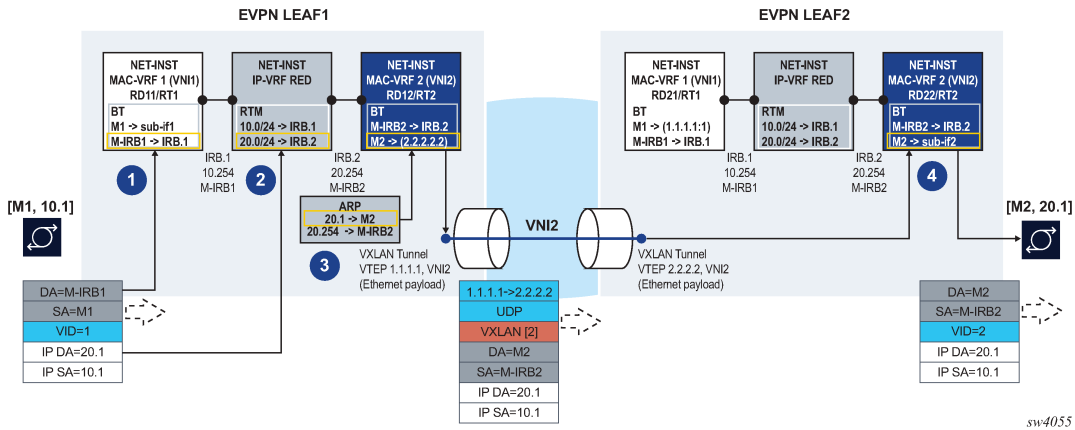 EVPN LEAF1
NET-INST
MAC-VRF 1 (VNI1)
RD11/RT1
BT
M1 -> sub-if1
M-IRB1 -> IRB.1
NET-INST
IP-VRF RED
RTM
10.0/24 -> IRB.1
20.0/24 -> IRB.2
NET-INST
MAC-VRF 2 (VNI2)
RD12/RT2
BT
M-IRB2 -> IRB.2
M2 -> (2.2.2.2.2)
IRB.1
10.254
M-IRB1
IRB.2
20.254
M-IRB2
1
2
ARP
20.1 -> M2
20.254 -> M-IRB2
3
VXLAN Tunnel
VTEP 1.1.1.1, VNI2
(Ethernet payload)
[M1, 10.1]
DA=M-IRB1
SA=M1
VID=1
IP DA=20.1
IP SA=10.1
VNI2
1.1.1.1->2.2.2.2
UDP
VXLAN [2]
DA=M2
SA=M-IRB2
IP DA=20.1
IP SA=10.1
EVPN LEAF2
NET-INST
MAC-VRF 1 (VNI1)
RD21/RT1
BT
M1 -> (1.1.1.1:1)
M-IRB1 -> IRB.1
NET-INST
IP-VRF RED
RTM
10.0/24 -> IRB.1
20.0/24 -> IRB.2
NET-INST
MAC-VRF 2 (VNI2)
RD22/RT2
BT
M-IRB2 -> IRB.2
M2 -> sub-if2
IRB.1
10.254
M-IRB1
IRB.2
20.254
M-IRB2
4
VXLAN Tunnel
VTEP 2.2.2.2, VNI2
(Ethernet payload)
[M2, 20.1]
DA=M2
SA=M-IRB2
VID=2
IP DA=20.1
IP SA=10.1
sw4055